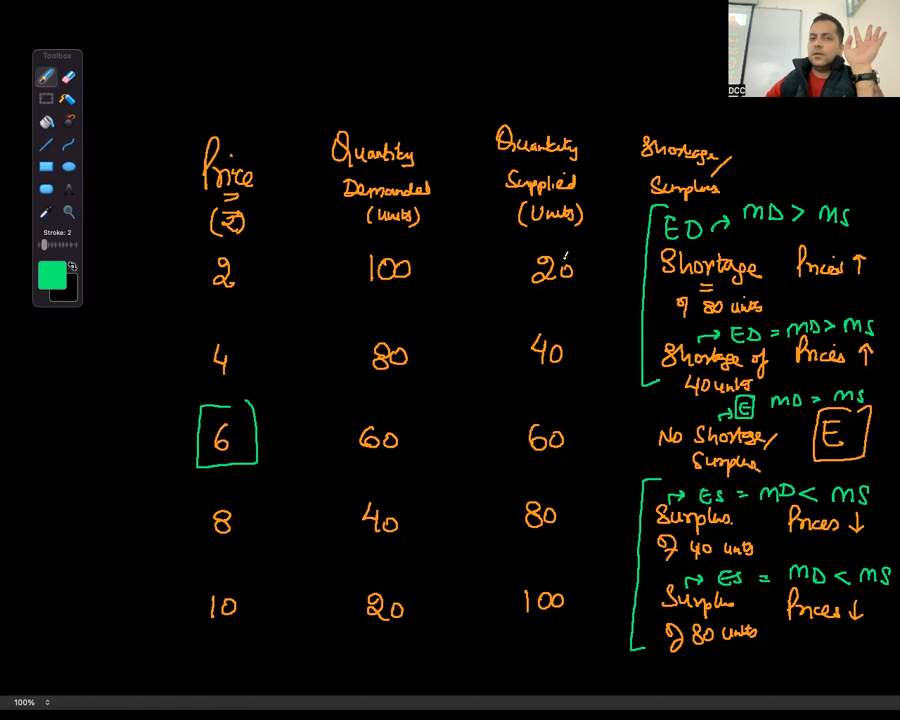 Toolbox
Stroke: 2
DCC
Price
(₹)
Quantity
Demanded
(Units)
Quantity
Supplied
(Units)
Shortage/
Surplus
ED → MD > MS
2 100 20 Shortage Prices ↑
of 80 units
→ ED = MD > MS
4 80 40 Shortage of Prices ↑
40 units
→ E MD = MS
6 60 60 No Shortage/ E
Surplus
→ ES = MD < MS
8 40 80 Surplus. Prices ↓
of 40 units
→ ES = MD < MS
10 20 100 Surplus Prices ↓
of 80 units
100%